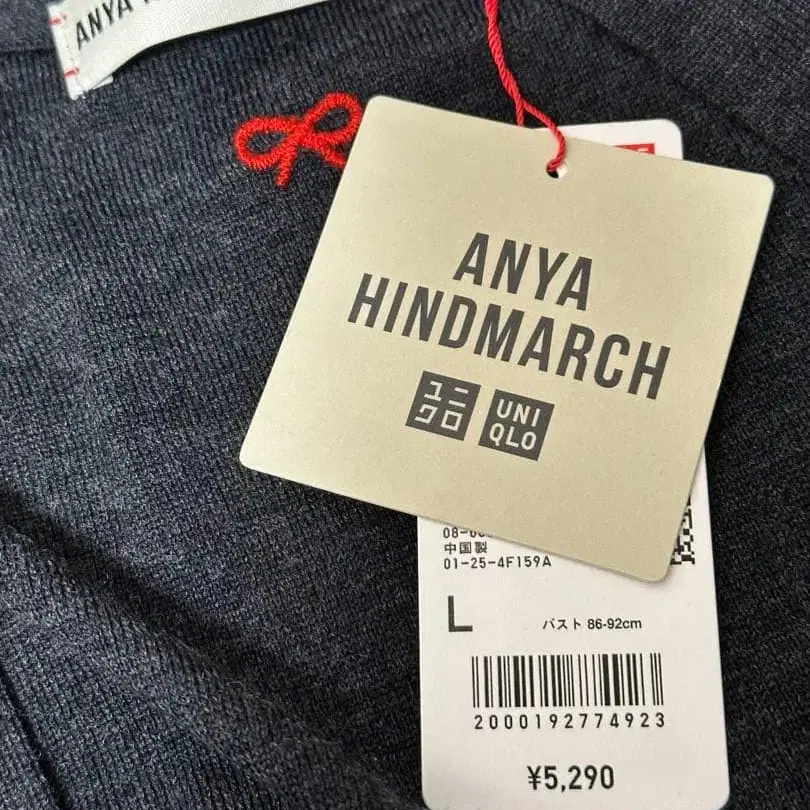 ANYA
ANYA
HINDMARCH
ユニ
クロ
UNI
QLO
中国製
01-25-4F159A
L
バスト 86-92cm
2000192774923
¥5,290